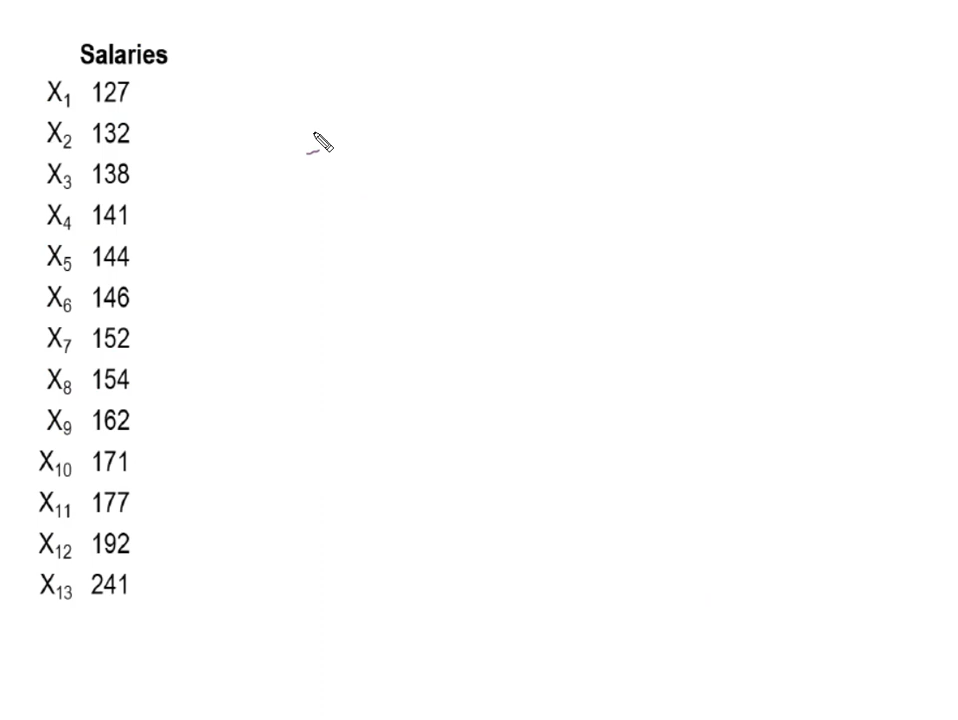 Salaries
X₁ 127
X₂ 132
X₃ 138
X₄ 141
X₅ 144
X₆ 146
X₇ 152
X₈ 154
X₉ 162
X₁₀ 171
X₁₁ 177
X₁₂ 192
X₁₃ 241